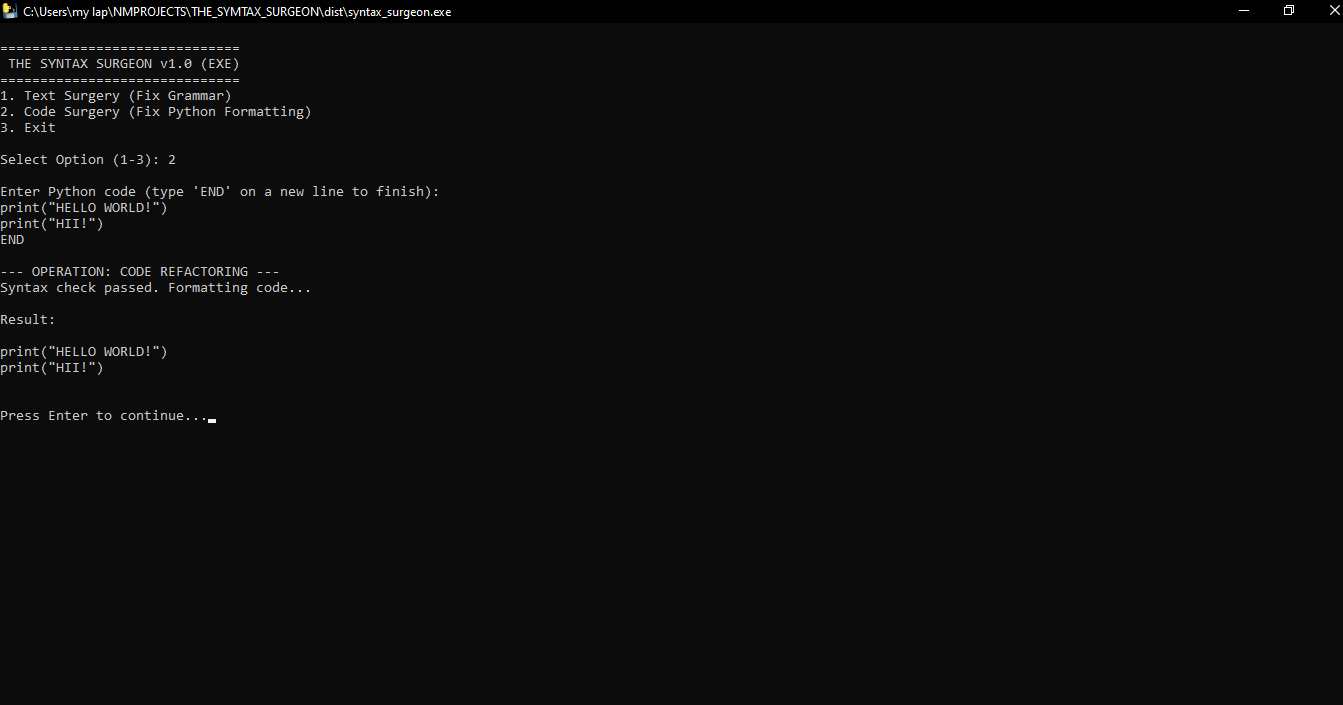 C:\Users\my lap\NMPROJECTS\THE_SYMTAX_SURGEON\dist\syntax_surgeon.exe
==============================
THE SYNTAX SURGEON v1.0 (EXE)
==============================
1. Text Surgery (Fix Grammar)
2. Code Surgery (Fix Python Formatting)
3. Exit
Select Option (1-3): 2
Enter Python code (type 'END' on a new line to finish):
print("HELLO WORLD!")
print("HII!")
END
--- OPERATION: CODE REFACTORING ---
Syntax check passed. Formatting code...
Result:
print("HELLO WORLD!")
print("HII!")
Press Enter to continue...